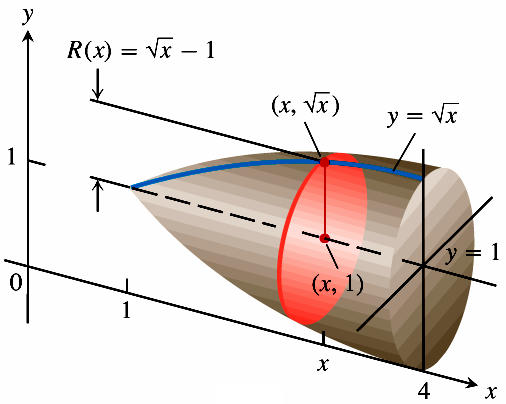 y
R(x) = √x − 1
(x, √x)
y = √x
1
y = 1
0
(x, 1)
1
x
4
x